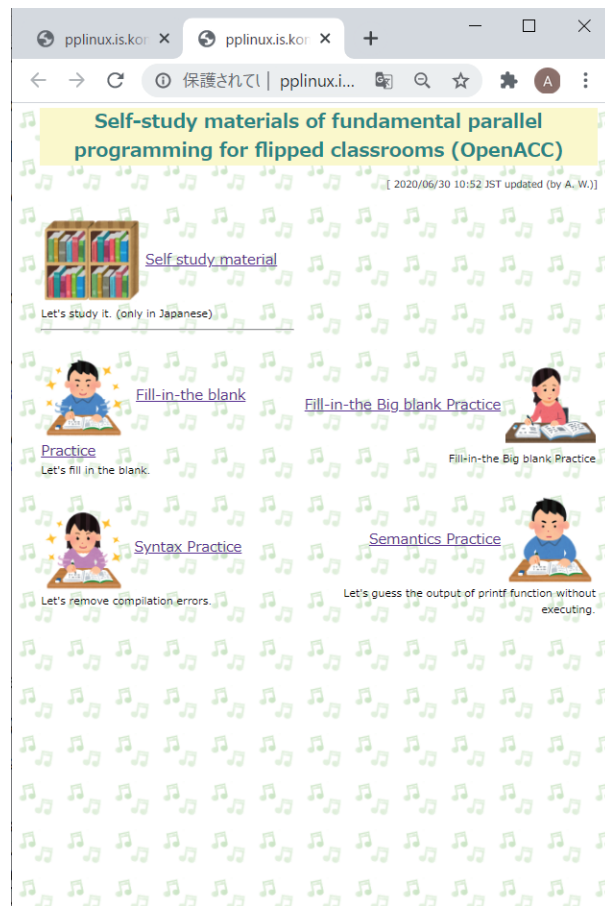 pplinux.is.kor
pplinux.is.kor
保護されてい pplinux.i...
A
Self-study materials of fundamental parallel
programming for flipped classrooms (OpenACC)
[ 2020/06/30 10:52 JST updated (by A. W.)]
Self study material
Let's study it. (only in Japanese)
Fill-in-the blank
Practice
Let's fill in the blank.
Fill-in-the Big blank Practice
Fill-in-the Big blank Practice
Syntax Practice
Let's remove compilation errors.
Semantics Practice
Let's guess the output of printf function without
executing.